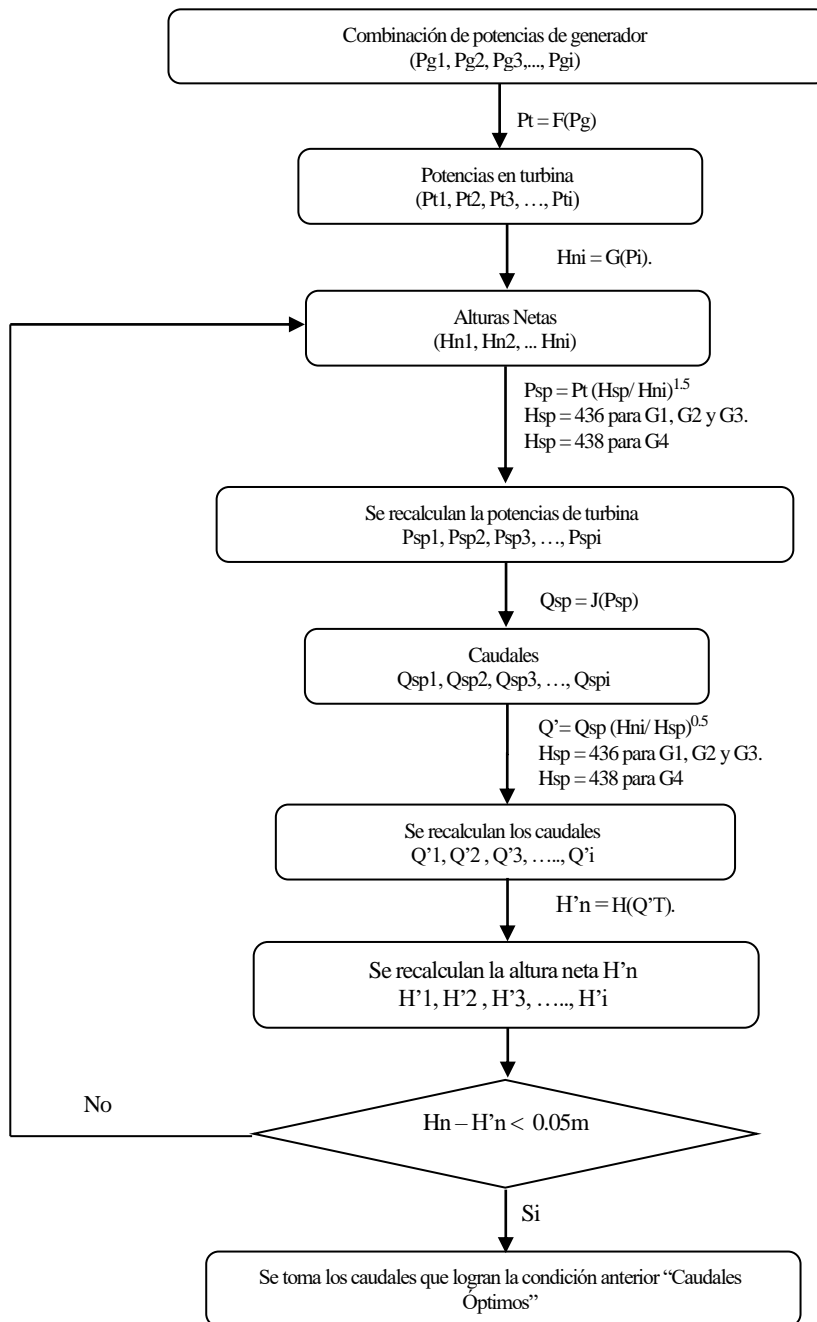 Combinación de potencias de generador
(Pg1, Pg2, Pg3,..., Pgi)
Pt = F(Pg)
Potencias en turbina
(Pt1, Pt2, Pt3, …, Pti)
Hni = G(Pi).
Alturas Netas
(Hn1, Hn2, ... Hni)
Psp = Pt (Hsp/ Hni)^1.5
Hsp = 436 para G1, G2 y G3.
Hsp = 438 para G4
Se recalculan la potencias de turbina
Psp1, Psp2, Psp3, …, Pspi
Qsp = J(Psp)
Caudales
Qsp1, Qsp2, Qsp3, …, Qspi
Q’= Qsp (Hni/ Hsp)^0.5
Hsp = 436 para G1, G2 y G3.
Hsp = 438 para G4
Se recalculan los caudales
Q’1, Q’2 , Q’3, ….., Q’i
H’n = H(Q’T).
Se recalculan la altura neta H’n
H’1, H’2 , H’3, ….., H’i
No
Hn – H’n < 0.05m
Si
Se toma los caudales que logran la condición anterior “Caudales
Óptimos”